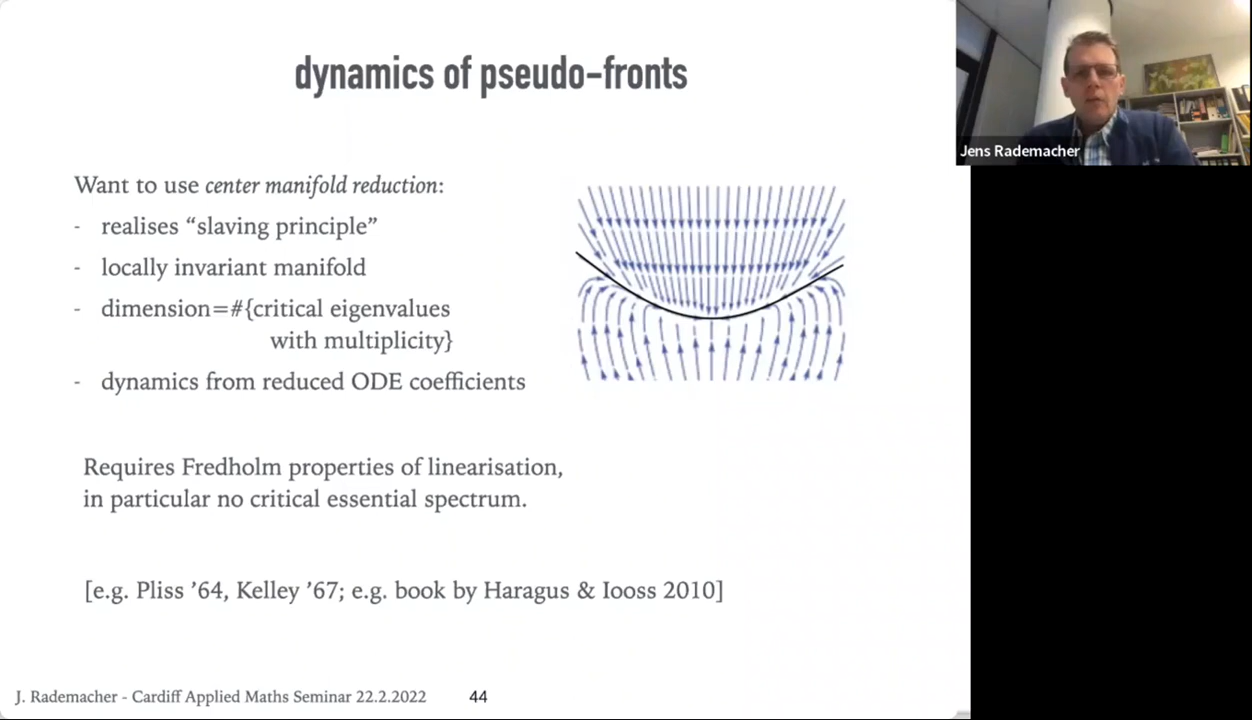 dynamics of pseudo-fronts
Jens Rademacher
Want to use center manifold reduction:
- realises “slaving principle”
- locally invariant manifold
- dimension=#{critical eigenvalues
with multiplicity}
- dynamics from reduced ODE coefficients
Requires Fredholm properties of linearisation,
in particular no critical essential spectrum.
[e.g. Pliss ’64, Kelley ’67; e.g. book by Haragus & Iooss 2010]
J. Rademacher - Cardiff Applied Maths Seminar 22.2.2022 44